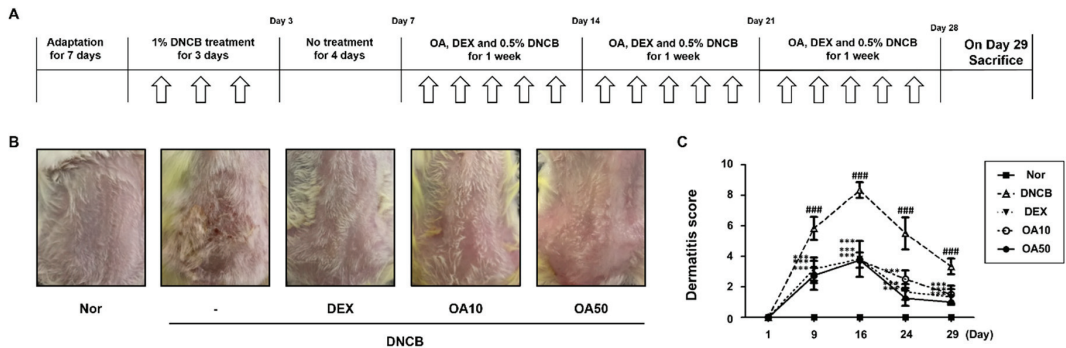 A
Day 3
Day 7
Day 14
Day 21
Day 28
Adaptation
for 7 days
1% DNCB treatment
for 3 days
No treatment
for 4 days
OA, DEX and 0.5% DNCB
for 1 week
OA, DEX and 0.5% DNCB
for 1 week
OA, DEX and 0.5% DNCB
for 1 week
On Day 29
Sacrifice
B
Nor
-
DEX
OA10
OA50
DNCB
C
Dermatitis score
10
8
6
4
2
0
###
###
###
###
***
***
***
***
***
***
***
***
***
***
***
***
1
9
16
24
29
(Day)
Nor
DNCB
DEX
OA10
OA50